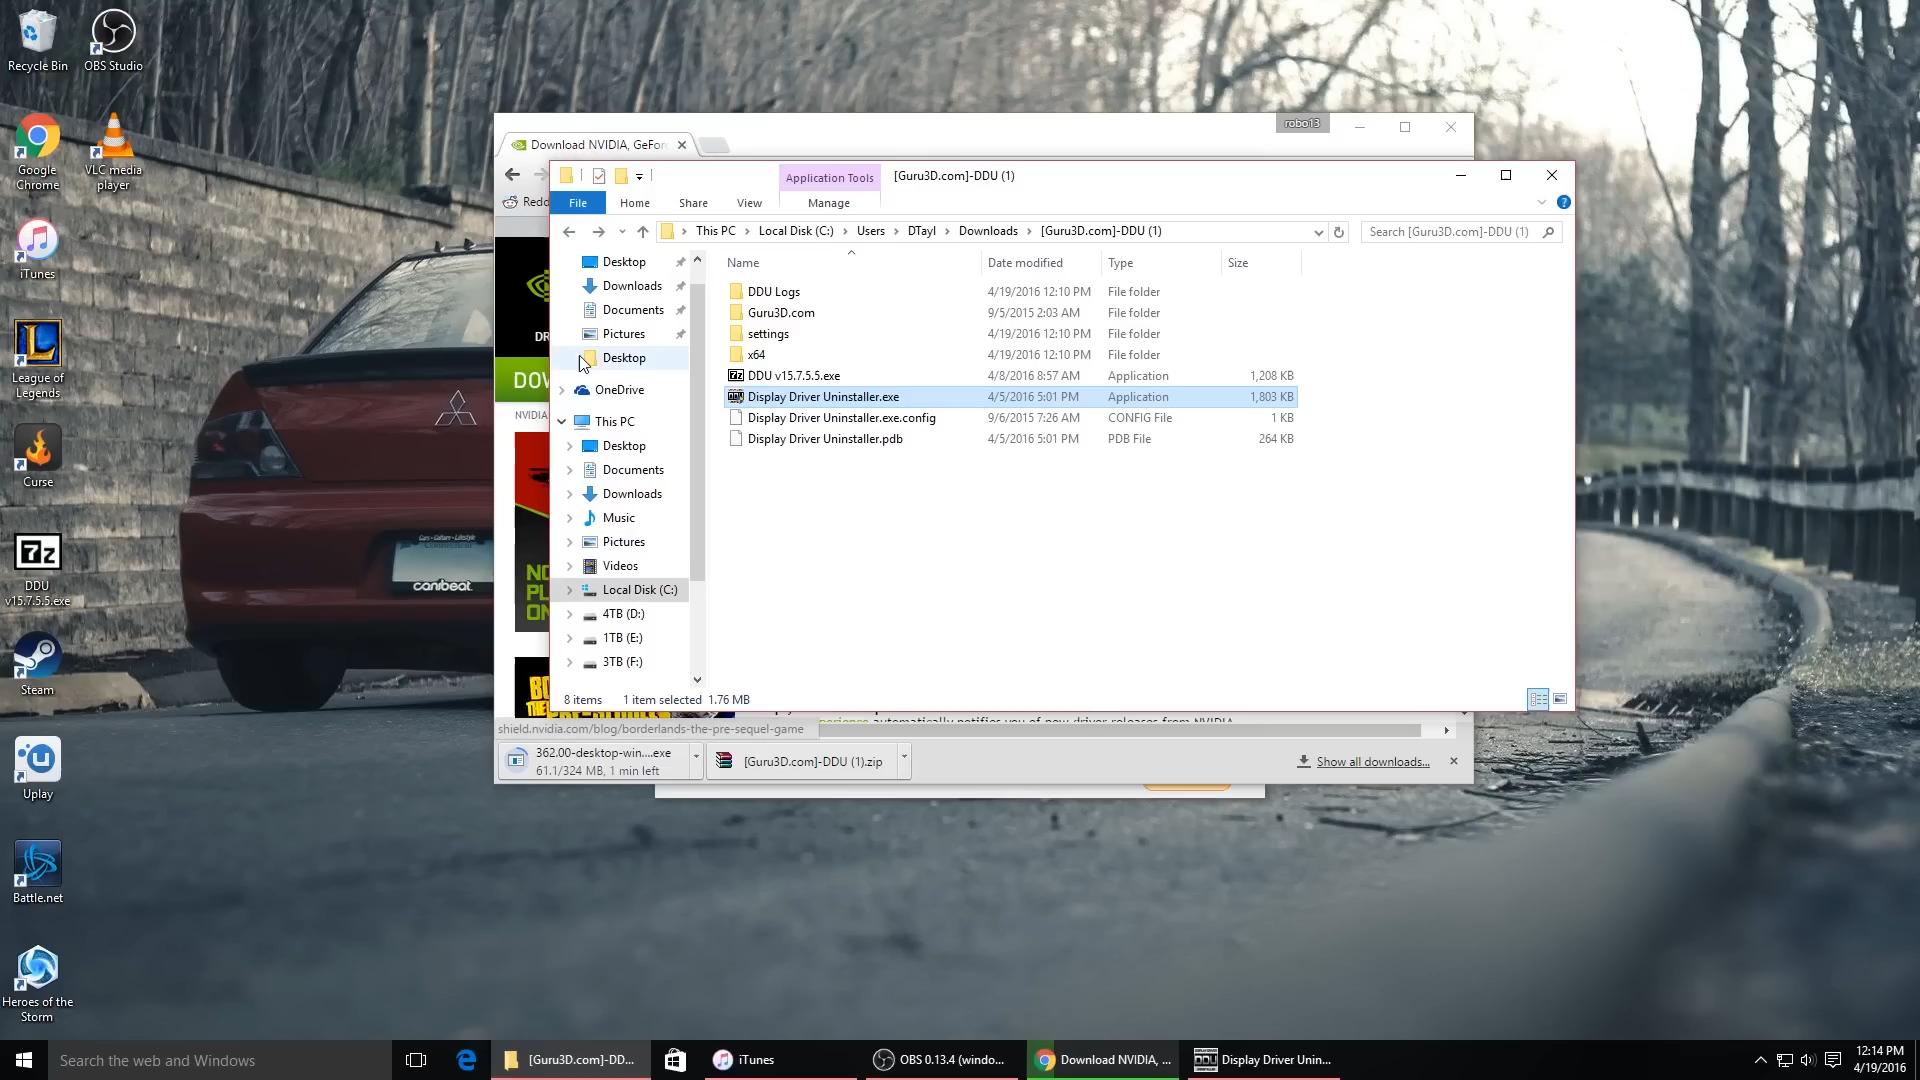 Recycle Bin
OBS Studio
Google
Chrome
VLC media
player
iTunes
League of
Legends
Curse
7z
DDU
v15.7.5.5.exe
Steam
Uplay
Battle.net
Heroes of the
Storm
canibeat.
robo13
Download NVIDIA, GeFor
Redd
DR
DOW
NVIDIA
NO
PL
ON
BO
THE
Application Tools
[Guru3D.com]-DDU (1)
File
Home
Share
View
Manage
This PC > Local Disk (C:) > Users > DTayl > Downloads > [Guru3D.com]-DDU (1)
Search [Guru3D.com]-DDU (1)
Desktop
Downloads
Documents
Pictures
Desktop
OneDrive
This PC
Desktop
Documents
Downloads
Music
Pictures
Videos
Local Disk (C:)
4TB (D:)
1TB (E:)
3TB (F:)
Name Date modified Type Size
DDU Logs 4/19/2016 12:10 PM File folder
Guru3D.com 9/5/2015 2:03 AM File folder
settings 4/19/2016 12:10 PM File folder
x64 4/19/2016 12:10 PM File folder
DDU v15.7.5.5.exe 4/8/2016 8:57 AM Application 1,208 KB
Display Driver Uninstaller.exe 4/5/2016 5:01 PM Application 1,803 KB
Display Driver Uninstaller.exe.config 9/6/2015 7:26 AM CONFIG File 1 KB
Display Driver Uninstaller.pdb 4/5/2016 5:01 PM PDB File 264 KB
8 items 1 item selected 1.76 MB
experience automatically notifies you of new driver releases from NVIDIA
shield.nvidia.com/blog/borderlands-the-pre-sequel-game
362.00-desktop-win....exe
61.1/324 MB, 1 min left
[Guru3D.com]-DDU (1).zip
Show all downloads...
Search the web and Windows
[Guru3D.com]-DD...
iTunes
OBS 0.13.4 (windo...
Download NVIDIA, ...
Display Driver Unin...
12:14 PM
4/19/2016